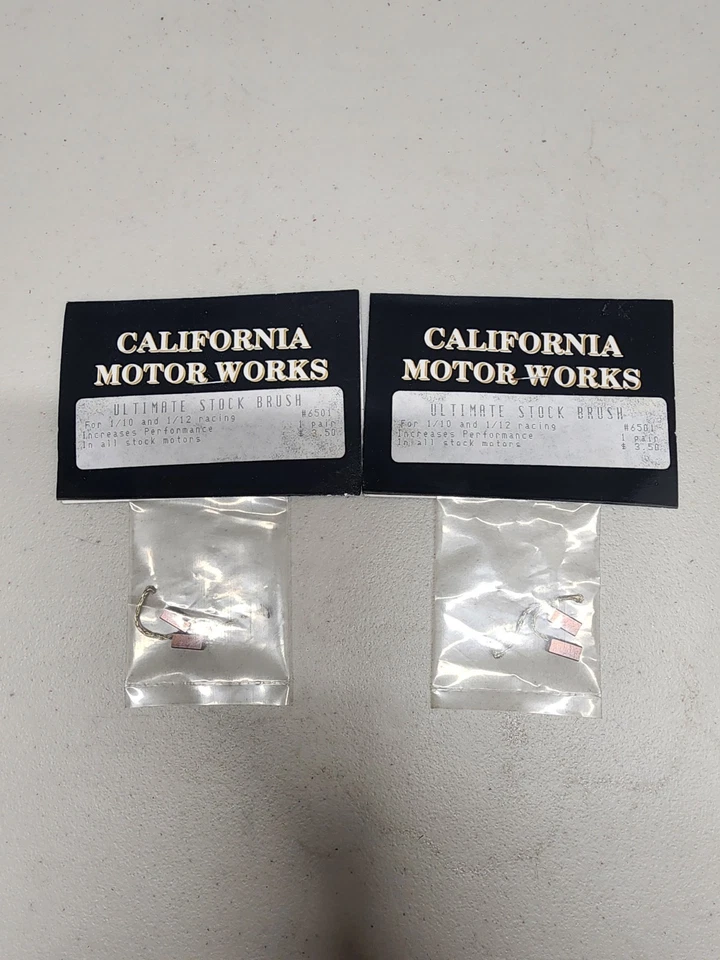 CALIFORNIA
MOTOR WORKS
ULTIMATE STOCK BRUSH
For 1/10 and 1/12 racing #6501
Increases Performance 1 pair
In all stock motors $ 3.50
CALIFORNIA
MOTOR WORKS
ULTIMATE STOCK BRUSH
For 1/10 and 1/12 racing #6501
Increases Performance 1 pair
In all stock motors $ 3.50